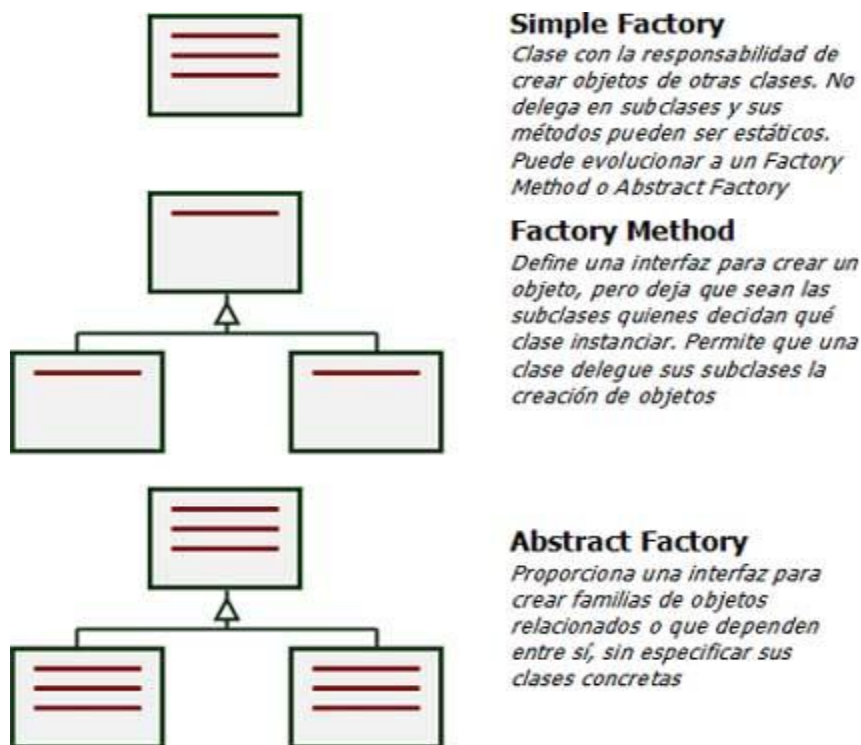 Simple Factory
Clase con la responsabilidad de
crear objetos de otras clases. No
delega en subclases y sus
métodos pueden ser estáticos.
Puede evolucionar a un Factory
Method o Abstract Factory
Factory Method
Define una interfaz para crear un
objeto, pero deja que sean las
subclases quienes decidan qué
clase instanciar. Permite que una
clase delegue sus subclases la
creación de objetos
Abstract Factory
Proporciona una interfaz para
crear familias de objetos
relacionados o que dependen
entre sí, sin especificar sus
clases concretas